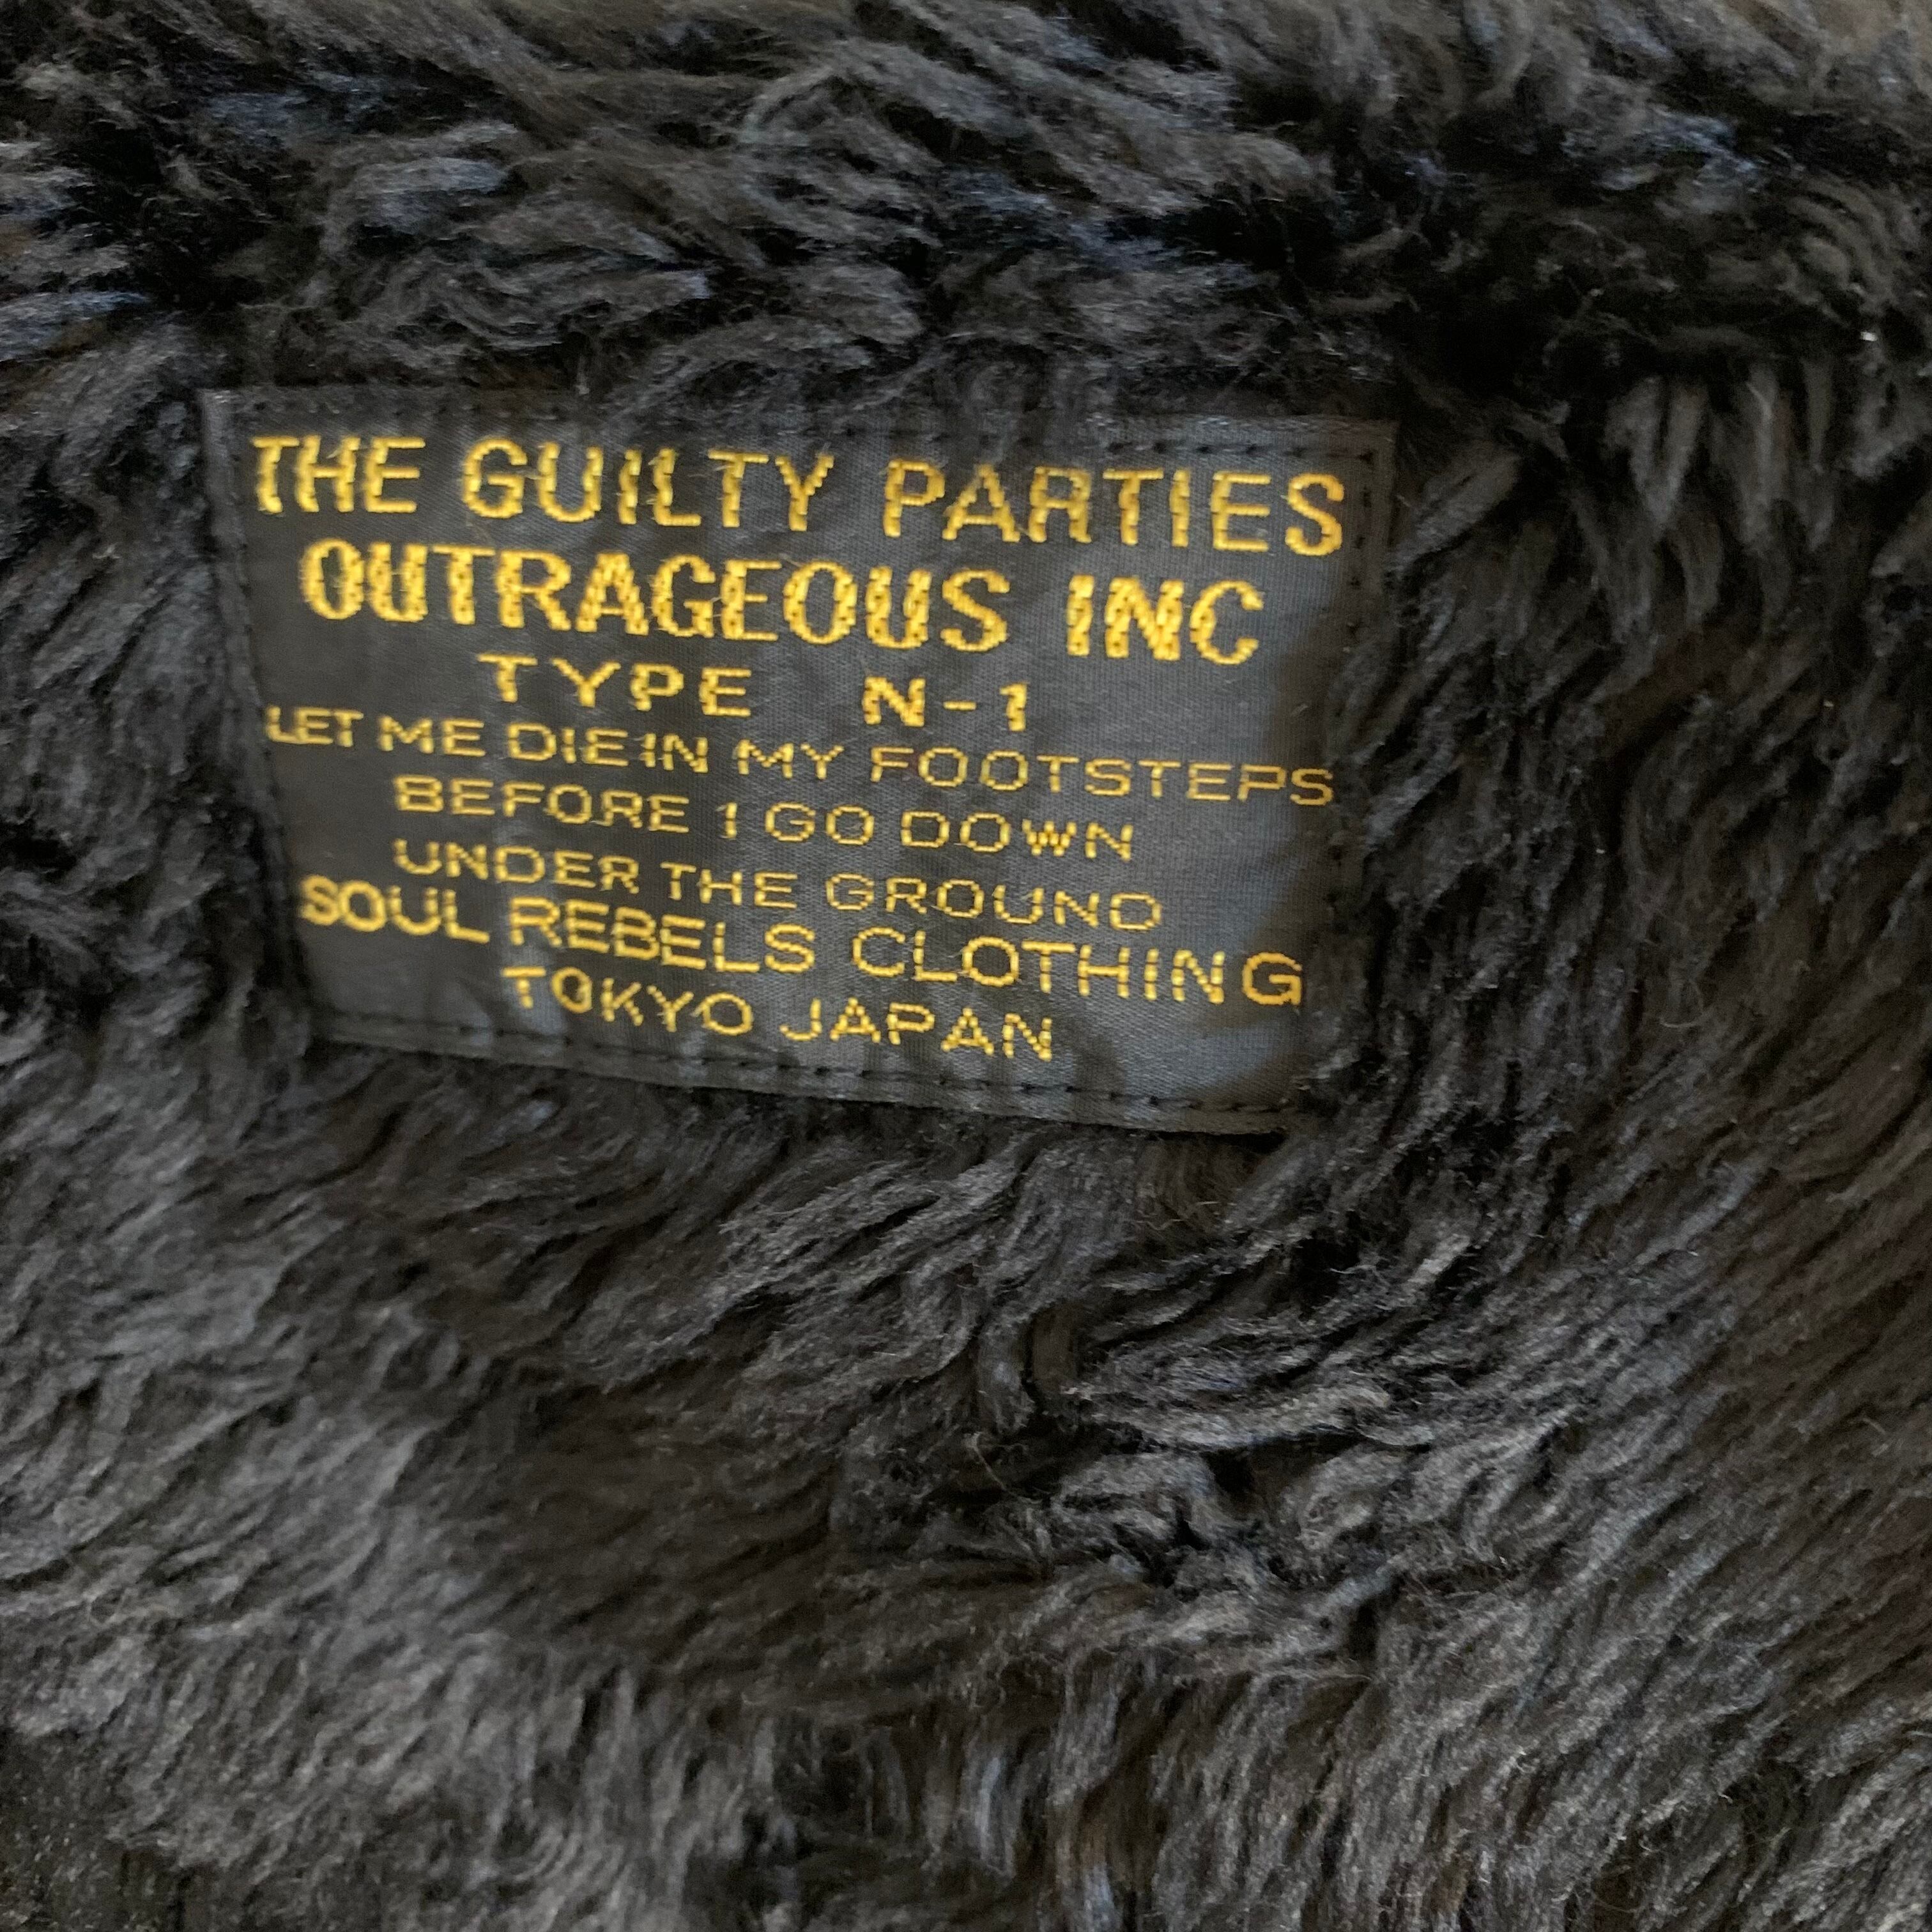 THE GUILTY PARTIES
OUTRAGEOUS INC
TYPE N-1
LET ME DIE IN MY FOOTSTEPS
BEFORE I GO DOWN
UNDER THE GROUND
SOUL REBELS CLOTHING
TOKYO JAPAN